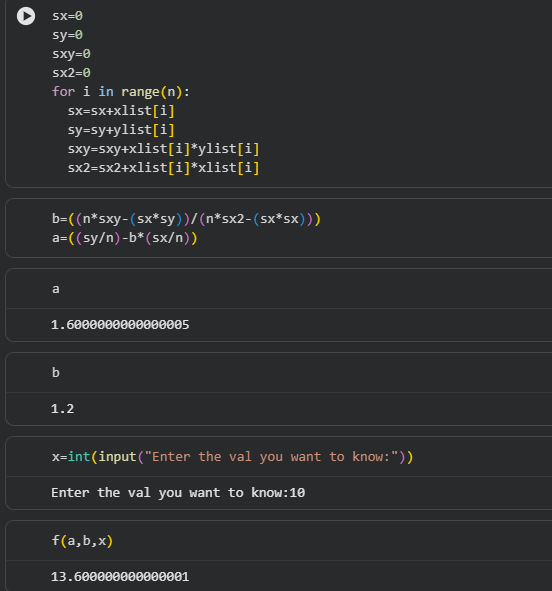 sx=0
sy=0
sxy=0
sx2=0
for i in range(n):
  sx=sx+xlist[i]
  sy=sy+ylist[i]
  sxy=sxy+xlist[i]*ylist[i]
  sx2=sx2+xlist[i]*xlist[i]
b=((n*sxy-(sx*sy))/(n*sx2-(sx*sx)))
a=((sy/n)-b*(sx/n))
a
1.6000000000000005
b
1.2
x=int(input("Enter the val you want to know:"))
Enter the val you want to know:10
f(a,b,x)
13.600000000000001